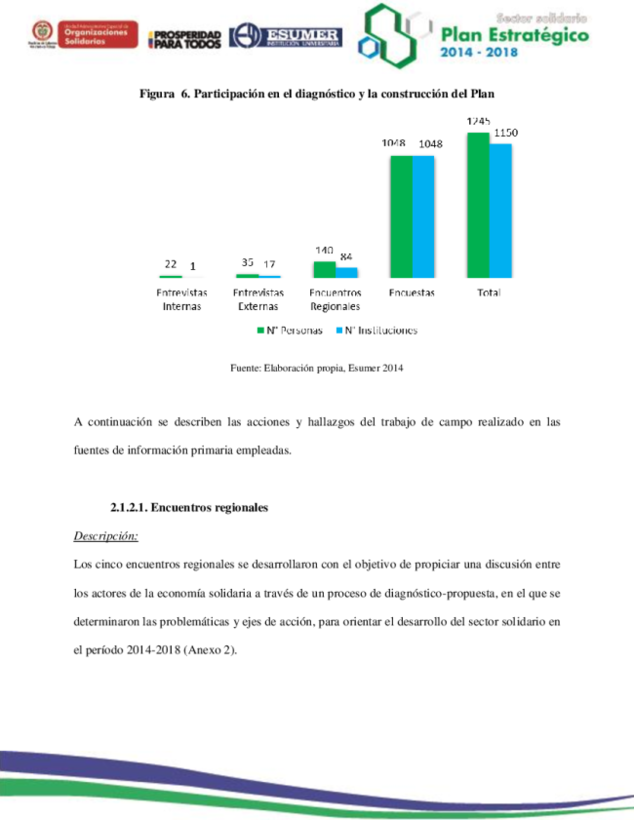 Unidad Administrativa Especial de
Organizaciones
Solidarias
PROSPERIDAD
PARA TODOS
ESUMER
INSTITUCIÓN UNIVERSITARIA
Sector solidario
Plan Estratégico
2014 - 2018
Figura 6. Participación en el diagnóstico y la construcción del Plan
1245
1150
1048 1048
140 84
35 17
22 1
Entrevistas Internas
Entrevistas Externas
Encuentros Regionales
Encuestas
Total
N° Personas N° Instituciones
Fuente: Elaboración propia, Esumer 2014
A continuación se describen las acciones y hallazgos del trabajo de campo realizado en las
fuentes de información primaria empleadas.
2.1.2.1. Encuentros regionales
Descripción:
Los cinco encuentros regionales se desarrollaron con el objetivo de propiciar una discusión entre
los actores de la economía solidaria a través de un proceso de diagnóstico-propuesta, en el que se
determinaron las problemáticas y ejes de acción, para orientar el desarrollo del sector solidario en
el período 2014-2018 (Anexo 2).